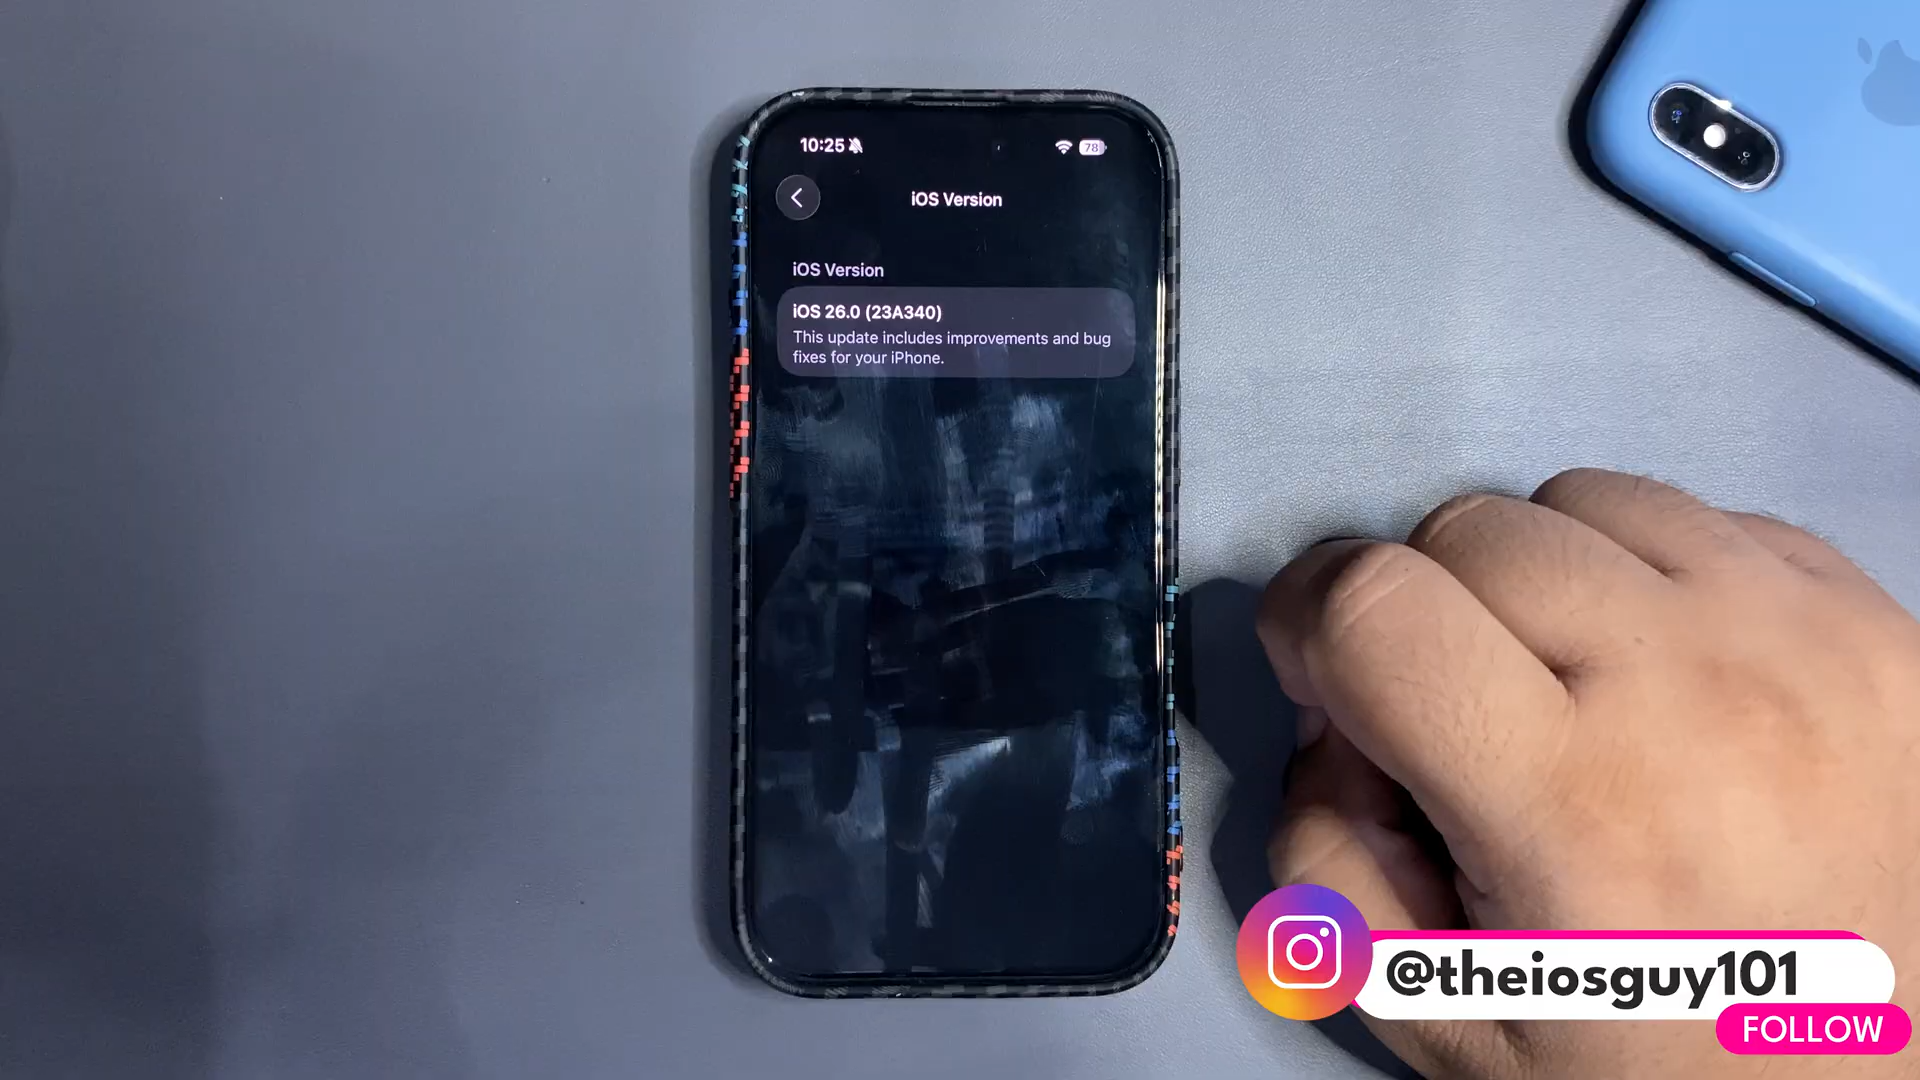 10:25
78
iOS Version
iOS Version
iOS 26.0 (23A340)
This update includes improvements and bug
fixes for your iPhone.
@theiosguy101
FOLLOW